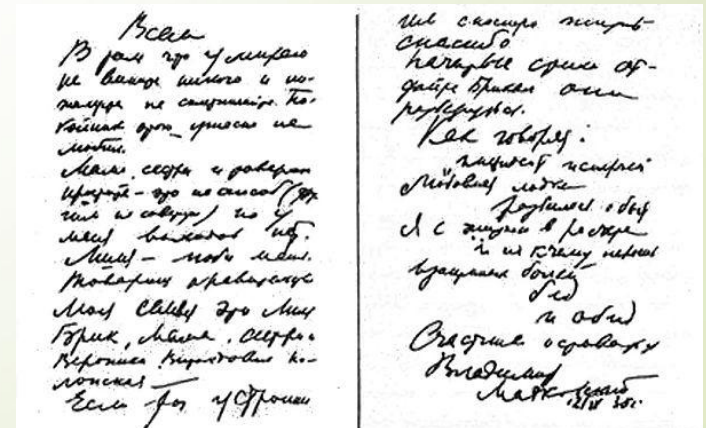 Всем
В том что умираю
не вините никого и по-
жалуйста не сплетничайте. По-
койник этого ужасно не
любил.
Мама, сестры и товарищи
простите - это не способ (дру-
гим не советую) но у
меня выходов нет.
Лиля - люби меня.
Товарищ правительство
моя семья это Лиля
Брик, мама, сестры и
Вероника Витольдовна По-
лонская
Если ты устроишь
им сносную жизнь
спасибо
Начатые стихи от-
дайте Брикам они
разберутся.
Как говорят:
инцидент исперчен
Любовная лодка
разбилась о быт
Я с жизнью в расчете
и не к чему перечень
взаимных болей
бед
и обид
Счастливо оставаться
Владимир
Маяковский
12/IV 30 г.